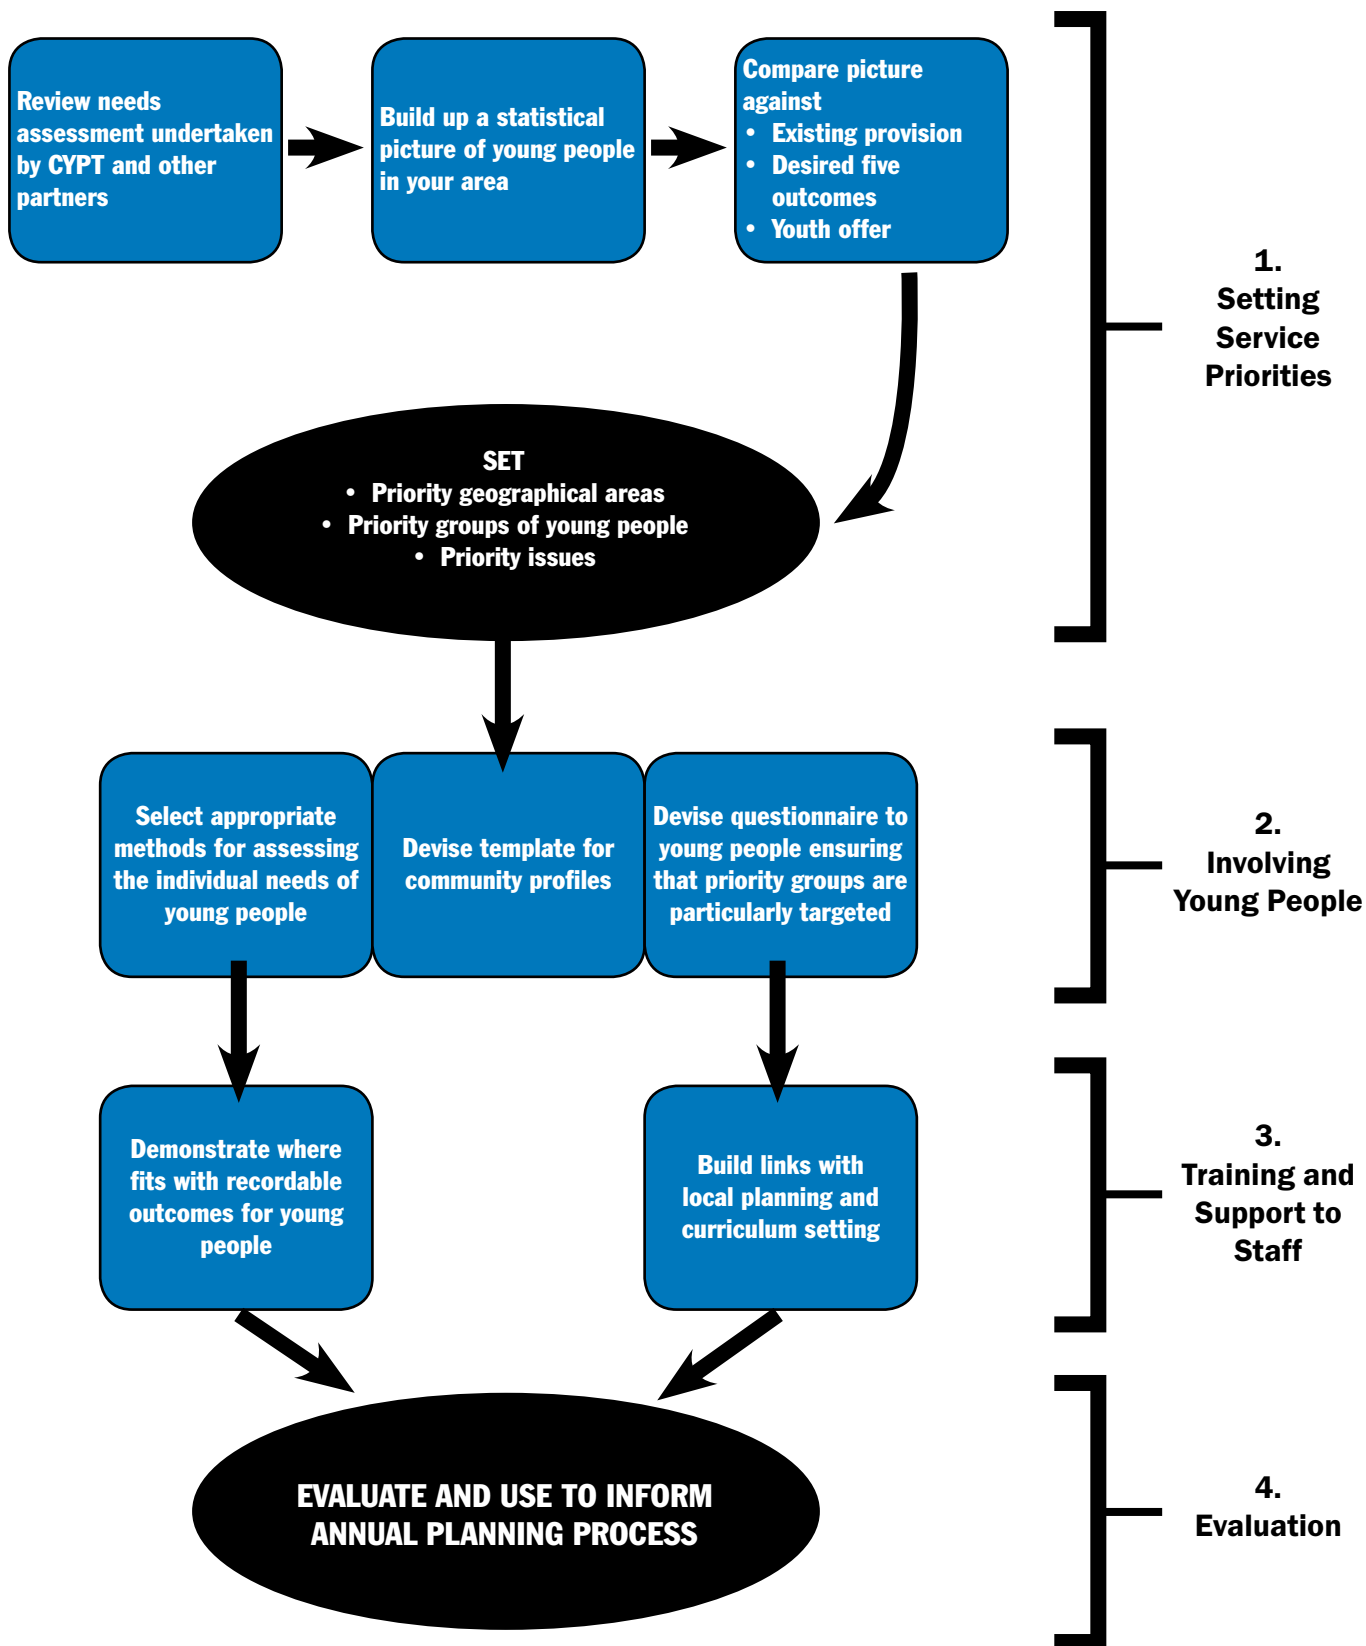 Review needs
assessment undertaken
by CYPT and other
partners
Build up a statistical
picture of young people
in your area
Compare picture
against
• Existing provision
• Desired five
outcomes
• Youth offer
1.
Setting
Service
Priorities
SET
• Priority geographical areas
• Priority groups of young people
• Priority issues
Select appropriate
methods for assessing
the individual needs of
young people
Devise template for
community profiles
Devise questionnaire to
young people ensuring
that priority groups are
particularly targeted
2.
Involving
Young People
Demonstrate where
fits with recordable
outcomes for young
people
Build links with
local planning and
curriculum setting
3.
Training and
Support to
Staff
EVALUATE AND USE TO INFORM
ANNUAL PLANNING PROCESS
4.
Evaluation